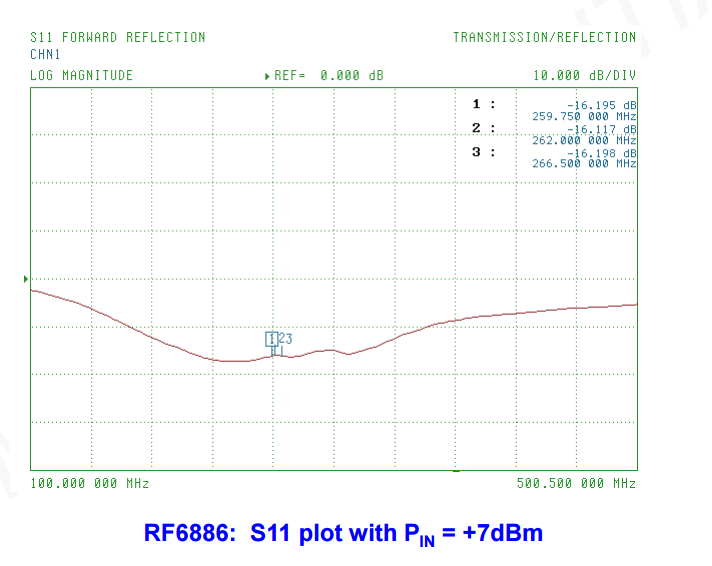 S11 FORWARD REFLECTION TRANSMISSION/REFLECTION
CHN1
LOG MAGNITUDE ▶REF= 0.000 dB 10.000 dB/DIV
1 : -16.195 dB
259.750 000 MHz
2 : -16.117 dB
262.000 000 MHz
3 : -16.198 dB
266.500 000 MHz
1 23
100.000 000 MHz 500.500 000 MHz
RF6886: S11 plot with PIN = +7dBm